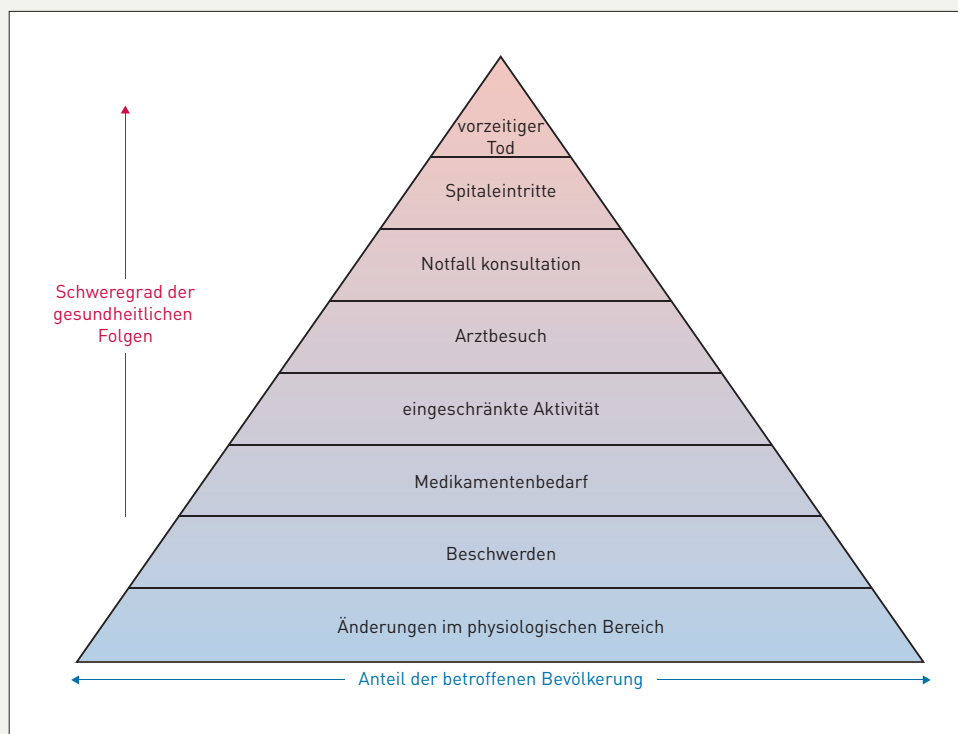 vorzeitiger
Tod
Spitaleintritte
Notfall konsultation
Schweregrad der
gesundheitlichen
Folgen
Arztbesuch
eingeschränkte Aktivität
Medikamentenbedarf
Beschwerden
Änderungen im physiologischen Bereich
Anteil der betroffenen Bevölkerung